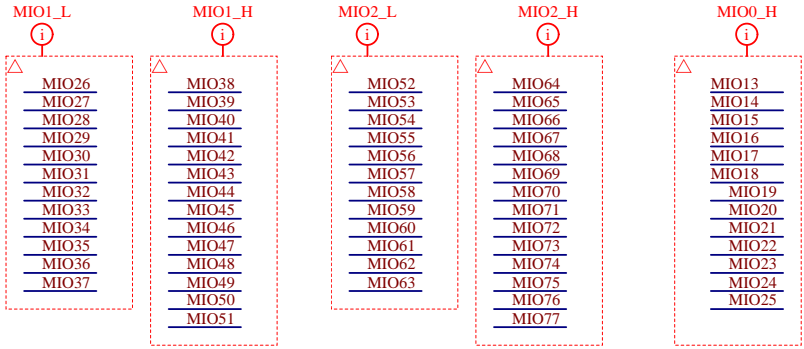 MIO1_L
i
MIO26
MIO27
MIO28
MIO29
MIO30
MIO31
MIO32
MIO33
MIO34
MIO35
MIO36
MIO37
MIO1_H
i
MIO38
MIO39
MIO40
MIO41
MIO42
MIO43
MIO44
MIO45
MIO46
MIO47
MIO48
MIO49
MIO50
MIO51
MIO2_L
i
MIO52
MIO53
MIO54
MIO55
MIO56
MIO57
MIO58
MIO59
MIO60
MIO61
MIO62
MIO63
MIO2_H
i
MIO64
MIO65
MIO66
MIO67
MIO68
MIO69
MIO70
MIO71
MIO72
MIO73
MIO74
MIO75
MIO76
MIO77
MIO0_H
i
MIO13
MIO14
MIO15
MIO16
MIO17
MIO18
MIO19
MIO20
MIO21
MIO22
MIO23
MIO24
MIO25